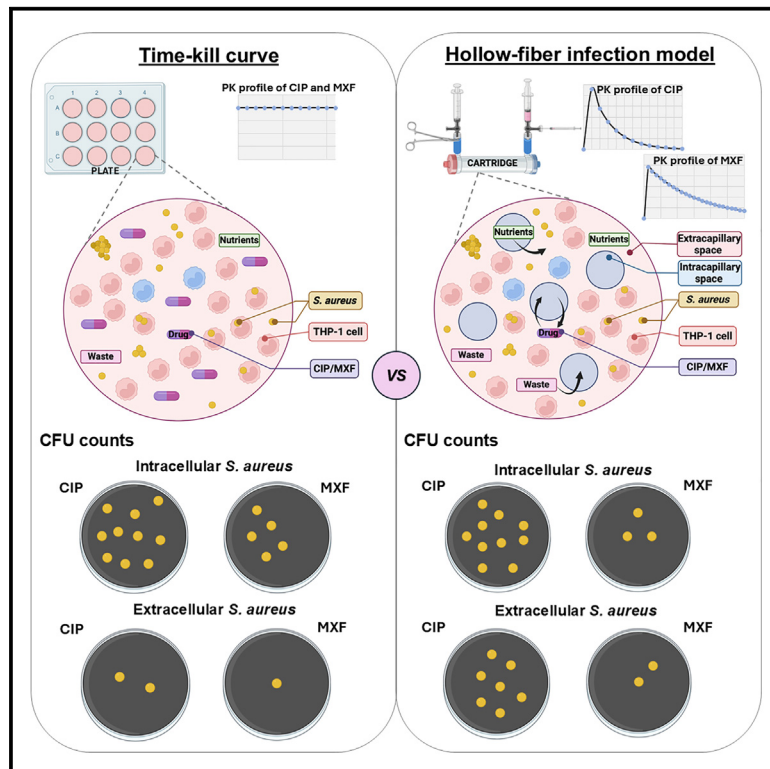 Time-kill curve
PK profile of CIP and MXF
1 2 3 4
A
B
C
PLATE
Nutrients
S. aureus
THP-1 cell
Drug
Waste
CIP/MXF
CFU counts
Intracellular S. aureus
CIP
MXF
Extracellular S. aureus
CIP
MXF
VS
Hollow-fiber infection model
PK profile of CIP
CARTRIDGE
PK profile of MXF
Nutrients
Nutrients
Extracapillary
space
Intracapillary
space
S. aureus
THP-1 cell
Drug
Waste
CIP/MXF
Waste
CFU counts
Intracellular S. aureus
CIP
MXF
Extracellular S. aureus
CIP
MXF